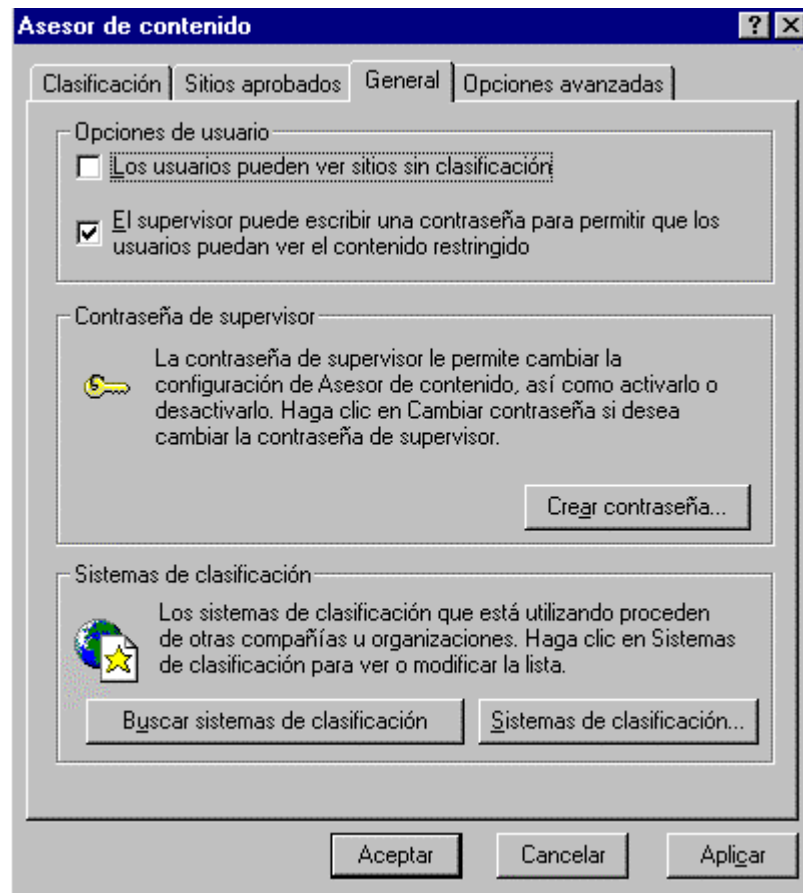 Asesor de contenido
Clasificación
Sitios aprobados
General
Opciones avanzadas
Opciones de usuario
Los usuarios pueden ver sitios sin clasificación
El supervisor puede escribir una contraseña para permitir que los
usuarios puedan ver el contenido restringido
Contraseña de supervisor
La contraseña de supervisor le permite cambiar la
configuración de Asesor de contenido, así como activarlo o
desactivarlo. Haga clic en Cambiar contraseña si desea
cambiar la contraseña de supervisor.
Crear contraseña...
Sistemas de clasificación
Los sistemas de clasificación que está utilizando proceden
de otras compañías u organizaciones. Haga clic en Sistemas
de clasificación para ver o modificar la lista.
Buscar sistemas de clasificación
Sistemas de clasificación...
Aceptar
Cancelar
Aplicar